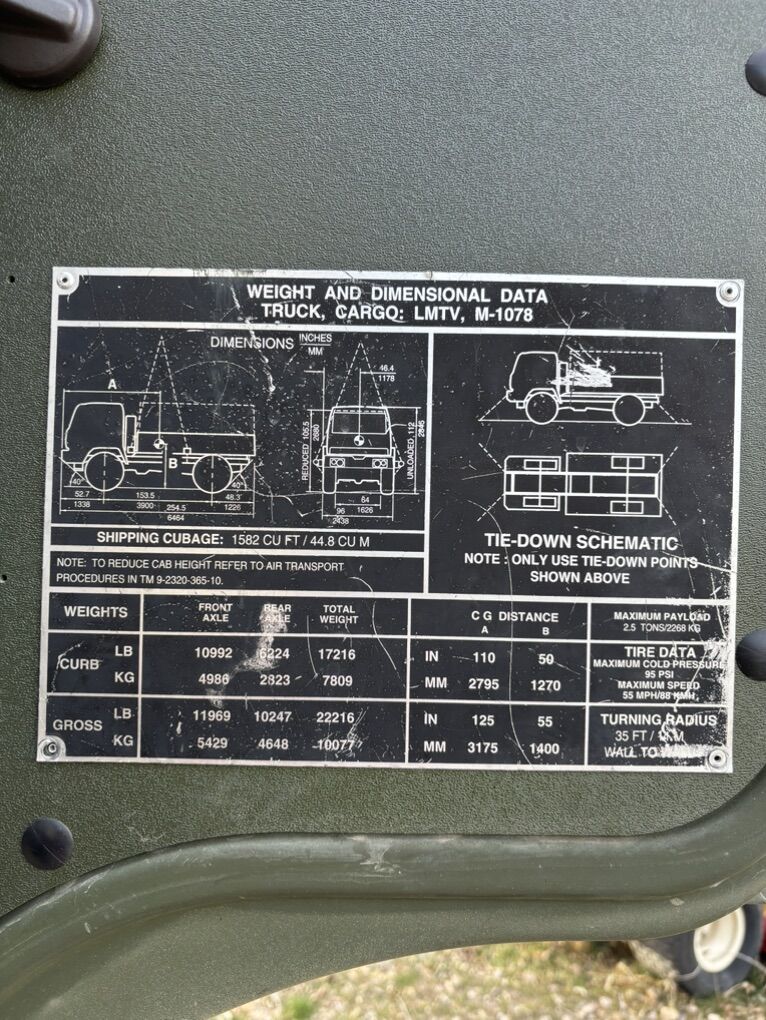 WEIGHT AND DIMENSIONAL DATA
TRUCK, CARGO: LMTV, M-1078
DIMENSIONS INCHES
MM
A
B
40°
40°
52.7 153.5 48.3
1338 3900 1226
254.5
6464
46.4
1178
REDUCED 105.5
2680
UNLOADED 112
2845
64
96 1626
2438
SHIPPING CUBAGE: 1582 CU FT / 44.8 CU M
NOTE: TO REDUCE CAB HEIGHT REFER TO AIR TRANSPORT
PROCEDURES IN TM 9-2320-365-10.
TIE-DOWN SCHEMATIC
NOTE : ONLY USE TIE-DOWN POINTS
SHOWN ABOVE
WEIGHTS FRONT AXLE REAR AXLE TOTAL WEIGHT
CURB LB 10992 6224 17216
KG 4986 2823 7809
GROSS LB 11969 10247 22216
KG 5429 4648 10077
C G DISTANCE
A B
IN 110 50
MM 2795 1270
IN 125 55
MM 3175 1400
MAXIMUM PAYLOAD
2.5 TONS/2268 KG
TIRE DATA
MAXIMUM COLD PRESSURE
95 PSI
MAXIMUM SPEED
55 MPH/88 KMH
TURNING RADIUS
35 FT / M
WALL TO